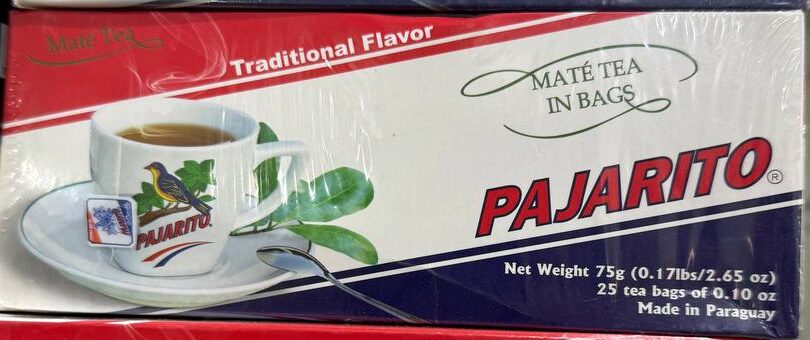 Maté Tea
Traditional Flavor
MATÉ TEA
IN BAGS
PAJARITO®
PAJARITO
Net Weight 75g (0.17lbs/2.65 oz)
25 tea bags of 0.10 oz
Made in Paraguay